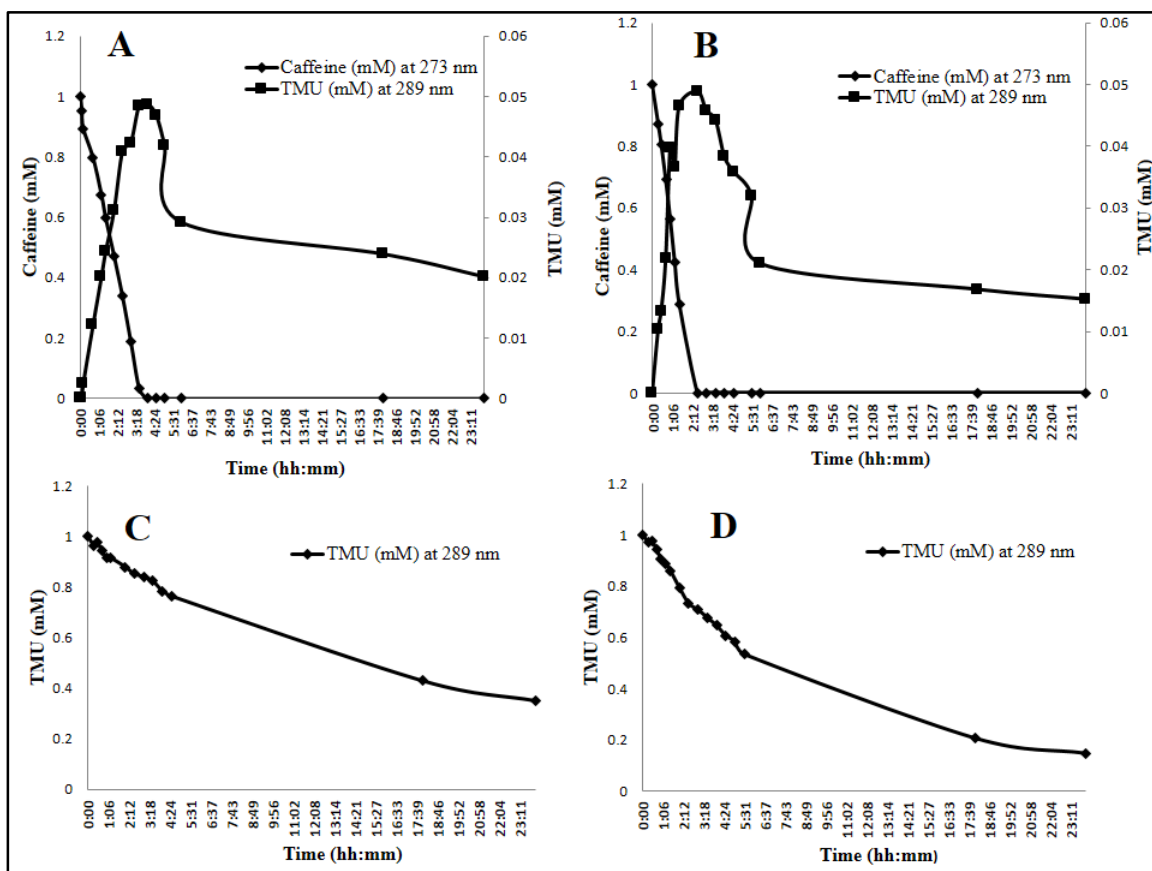 A
Caffeine (mM) at 273 nm
TMU (mM) at 289 nm
1.2
1
0.8
0.6
0.4
0.2
0
Caffeine (mM)
0.06
0.05
0.04
0.03
0.02
0.01
0
TMU (mM)
0:00 1:06 2:12 3:18 4:24 5:31 6:37 7:43 8:49 9:56 11:02 12:08 13:14 14:21 15:27 16:33 17:39 18:46 19:52 20:58 22:04 23:11
Time (hh:mm)
B
Caffeine (mM) at 273 nm
TMU (mM) at 289 nm
1.2
1
0.8
0.6
0.4
0.2
0
Caffeine (mM)
0.06
0.05
0.04
0.03
0.02
0.01
0
TMU (mM)
0:00 1:06 2:12 3:18 4:24 5:31 6:37 7:43 8:49 9:56 11:02 12:08 13:14 14:21 15:27 16:33 17:39 18:46 19:52 20:58 22:04 23:11
Time (hh:mm)
C
TMU (mM) at 289 nm
1.2
1
0.8
0.6
0.4
0.2
0
TMU (mM)
0:00 1:06 2:12 3:18 4:24 5:31 6:37 7:43 8:49 9:56 11:02 12:08 13:14 14:21 15:27 16:33 17:39 18:46 19:52 20:58 22:04 23:11
Time (hh:mm)
D
TMU (mM) at 289 nm
1.2
1
0.8
0.6
0.4
0.2
0
TMU (mM)
0:00 1:06 2:12 3:18 4:24 5:31 6:37 7:43 8:49 9:56 11:02 12:08 13:14 14:21 15:27 16:33 17:39 18:46 19:52 20:58 22:04 23:11
Time (hh:mm)